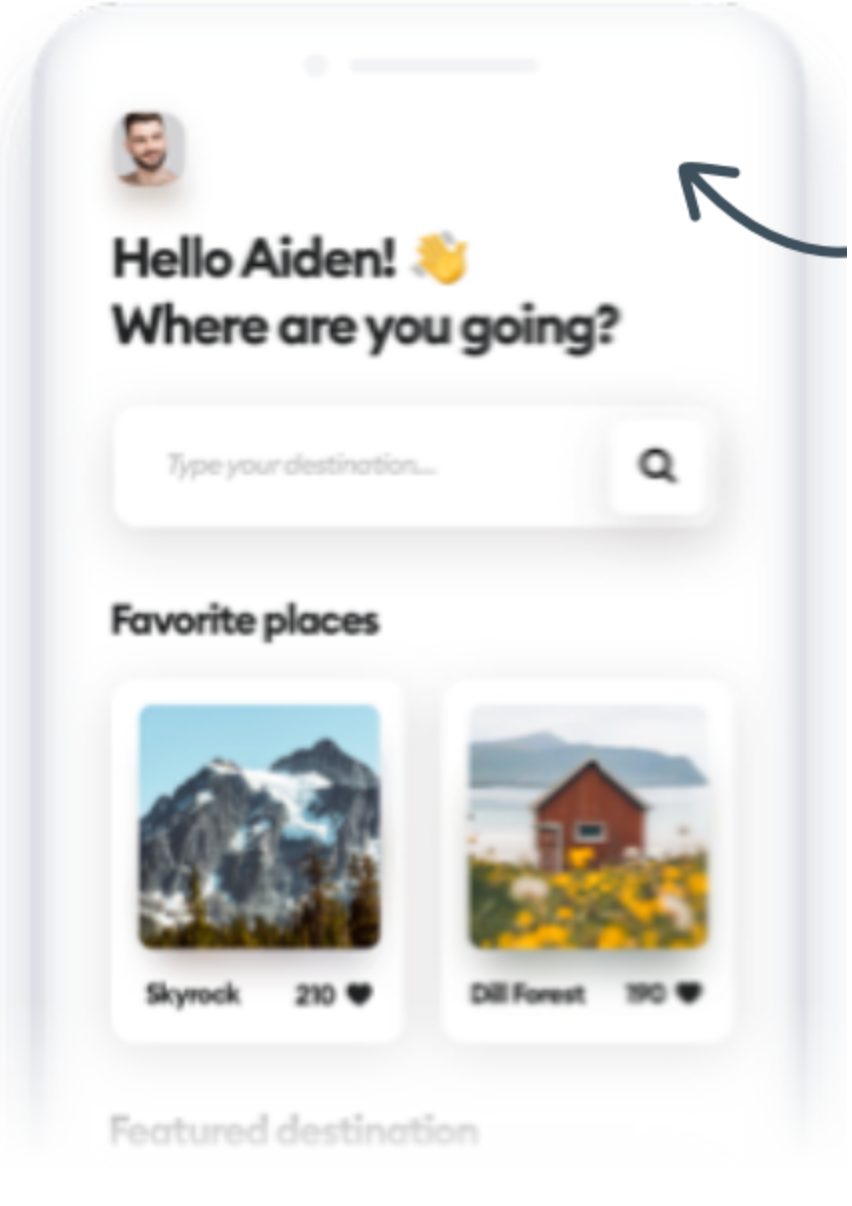 Hello Aiden! 👋
Where are you going?
Type your destination...
Favorite places
Skyrock 210
Dill Forest 190
Featured destination